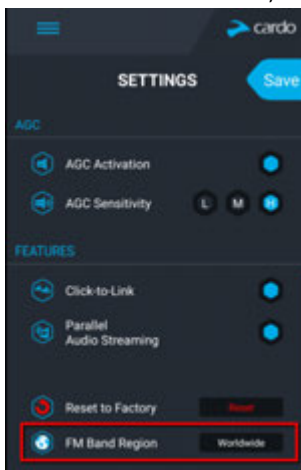 cardo
SETTINGS
Save
AGC
AGC Activation
AGC Sensitivity
L M H
FEATURES
Click-to-Link
Parallel
Audio Streaming
Reset to Factory
Reset
FM Band Region
Worldwide